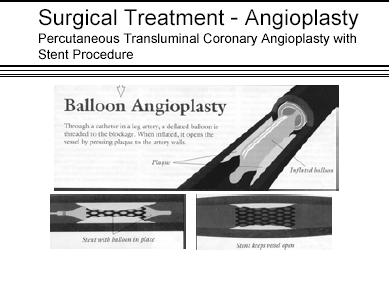 Surgical Treatment - Angioplasty
Percutaneous Transluminal Coronary Angioplasty with
Stent Procedure
Balloon Angioplasty
Through a catheter in a leg artery, a deflated balloon is
threaded to the blockage. When inflated, it opens the
vessel by pressing plaque to the artery walls.
Plaque
Inflated balloon
Stent with balloon in place
Stent keeps vessel open